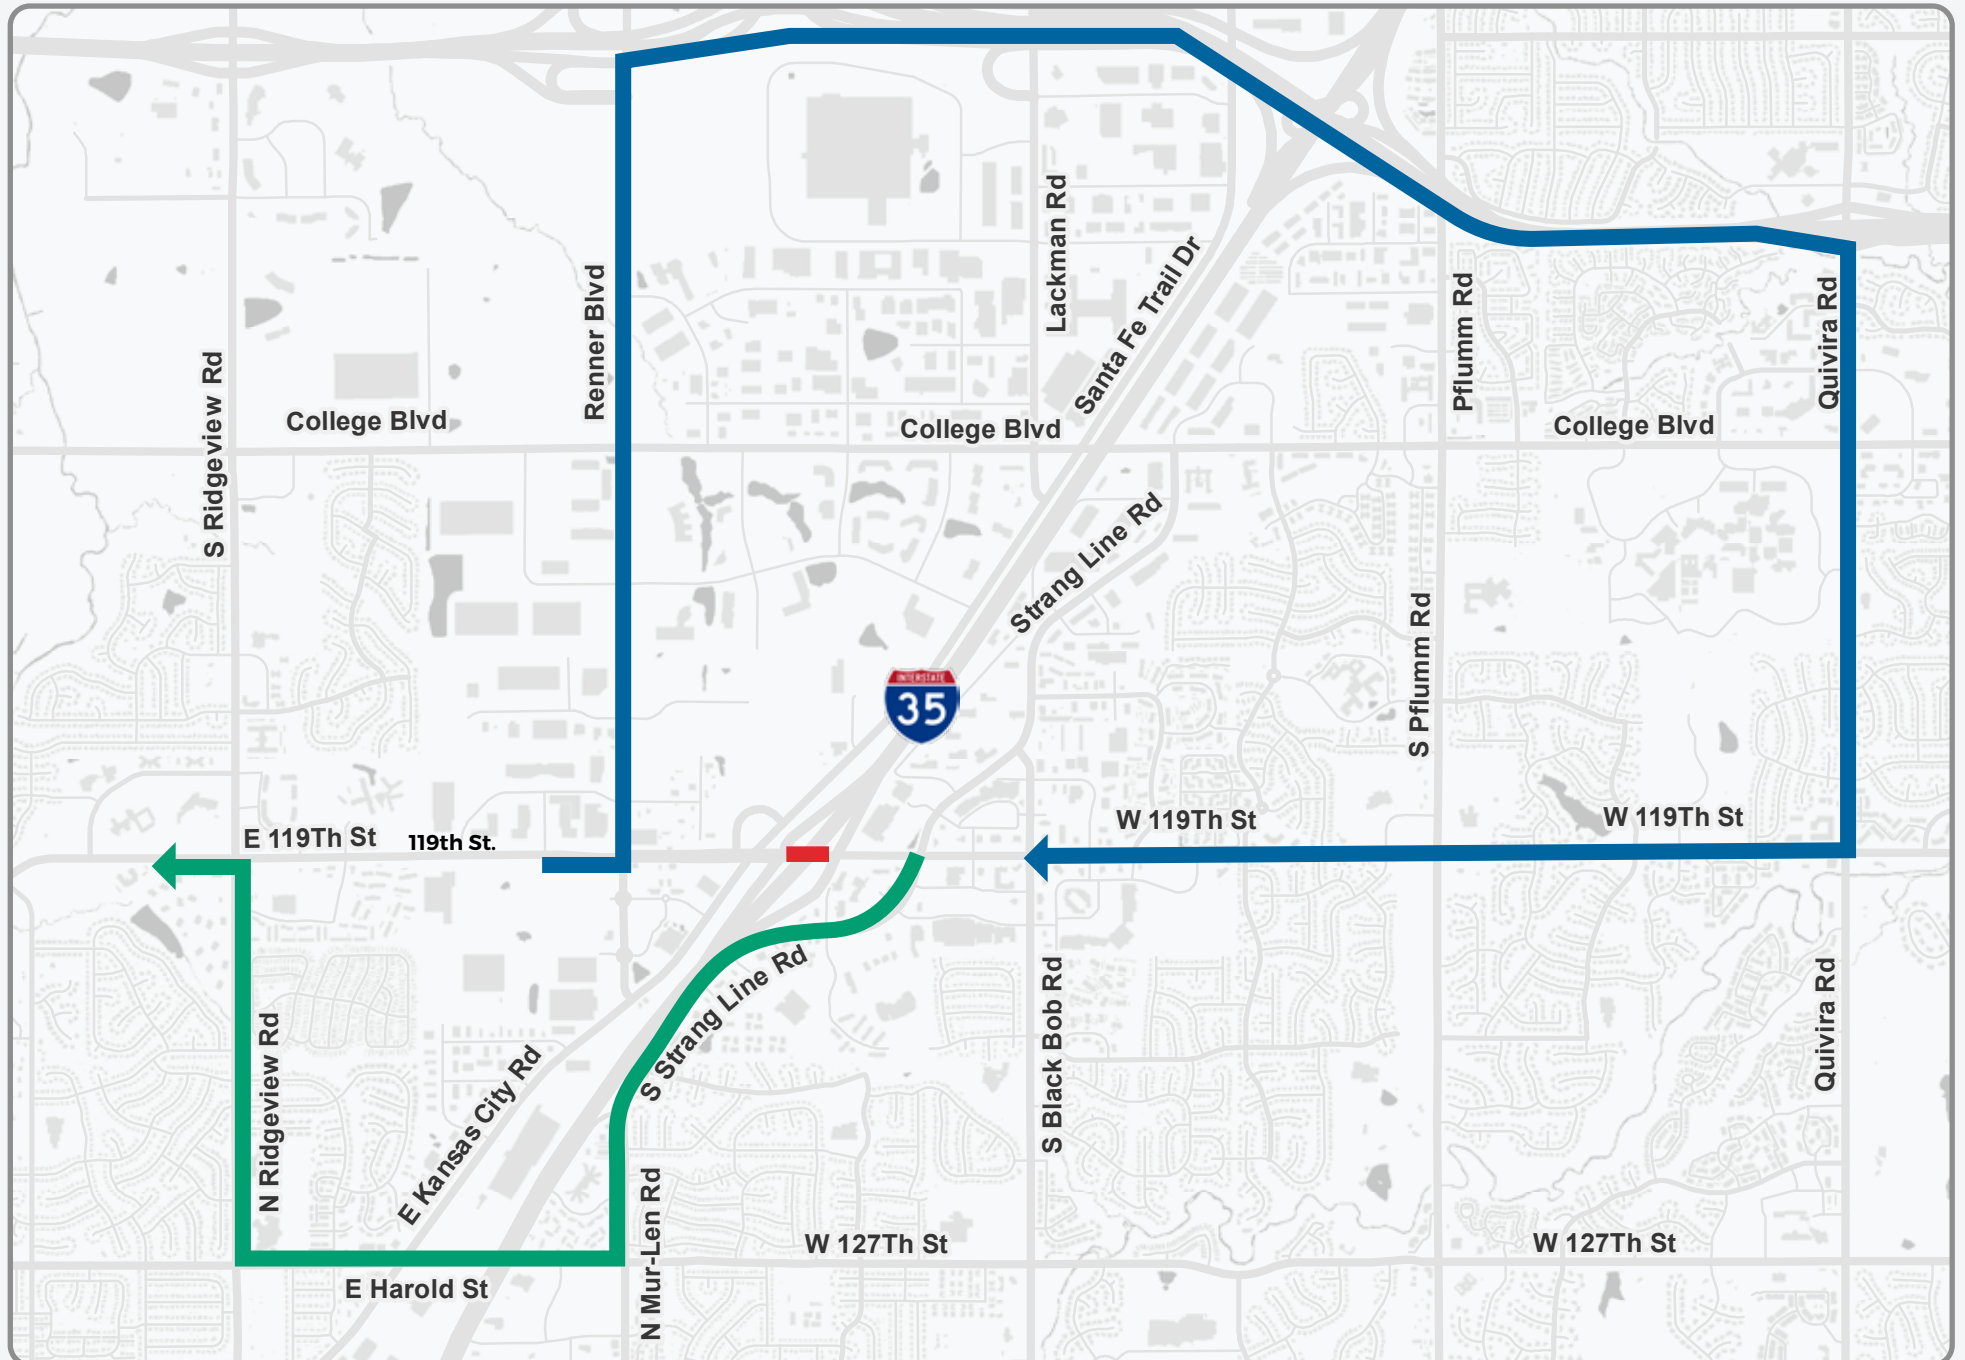 Lackman Rd
Santa Fe Trail Dr
Renner Blvd
Pflumm Rd
Quivira Rd
S Ridgeview Rd
College Blvd
College Blvd
College Blvd
Strang Line Rd
S Pflumm Rd
INTERSTATE
35
W 119Th St
W 119Th St
E 119Th St
119th St.
S Strang Line Rd
S Black Bob Rd
Quivira Rd
N Ridgeview Rd
E Kansas City Rd
N Mur-Len Rd
W 127Th St
W 127Th St
E Harold St